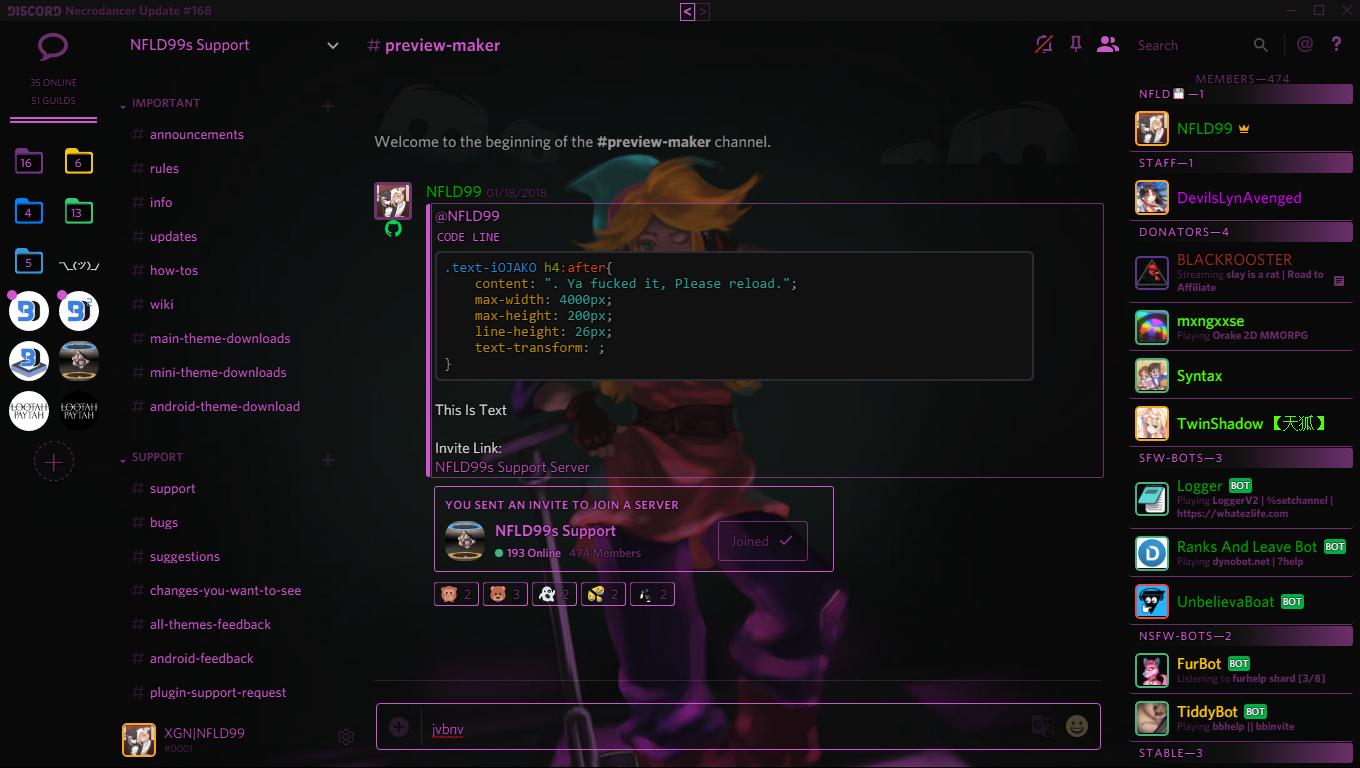 DISCORD Necrodancer Update #168
< >
NFLD99s Support
35 ONLINE
51 GUILDS
16
6
4
13
5
¯\_(ツ)_/
LOOTAH PAYTAH
LOOTAH PAYTAH
IMPORTANT
# announcements
# rules
# info
# updates
# how-tos
# wiki
# main-theme-downloads
# mini-theme-downloads
# android-theme-download
SUPPORT
# support
# bugs
# suggestions
# changes-you-want-to-see
# all-themes-feedback
# android-feedback
# plugin-support-request
XGN|NFLD99
#0001
# preview-maker
Search
@ ?
Welcome to the beginning of the #preview-maker channel.
NFLD99 01/18/2018
@NFLD99
CODE LINE
.text-iOJAKO h4:after{
content: ". Ya fucked it, Please reload.";
max-width: 4000px;
max-height: 200px;
line-height: 26px;
text-transform: ;
}
This Is Text
Invite Link:
NFLD99s Support Server
YOU SENT AN INVITE TO JOIN A SERVER
NFLD99s Support
193 Online 474 Members
Joined
2 3 2 2 2
jvbnv
MEMBERS—474
NFLD💾—1
NFLD99
STAFF—1
DevilsLynAvenged
DONATORS—4
BLACKROOSTER
Streaming slay is a rat | Road to
Affiliate
mxngxxse
Playing Orake 2D MMORPG
Syntax
TwinShadow 【天狐】
SFW-BOTS—3
Logger BOT
Playing LoggerV2 | %setchannel |
https://whatezlife.com
Ranks And Leave Bot BOT
Playing dynobot.net | ?help
UnbelievaBoat BOT
NSFW-BOTS—2
FurBot BOT
Listening to furhelp shard [3/8]
TiddyBot BOT
Playing bbhelp || bbinvite
STABLE—3